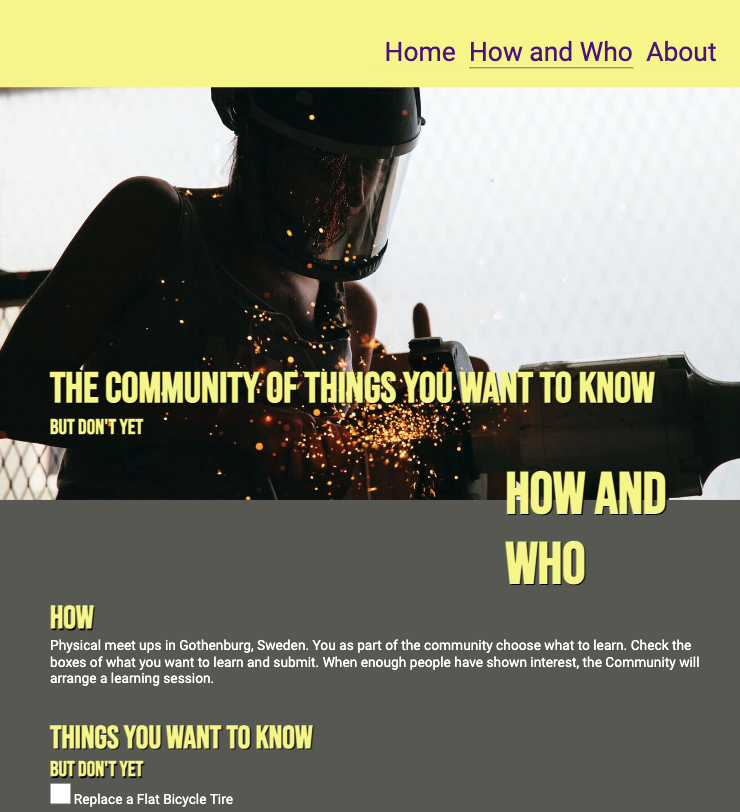 Home How and Who About
THE COMMUNITY OF THINGS YOU WANT TO KNOW
BUT DON'T YET
HOW AND
WHO
HOW
Physical meet ups in Gothenburg, Sweden. You as part of the community choose what to learn. Check the
boxes of what you want to learn and submit. When enough people have shown interest, the Community will
arrange a learning session.
THINGS YOU WANT TO KNOW
BUT DON'T YET
Replace a Flat Bicycle Tire